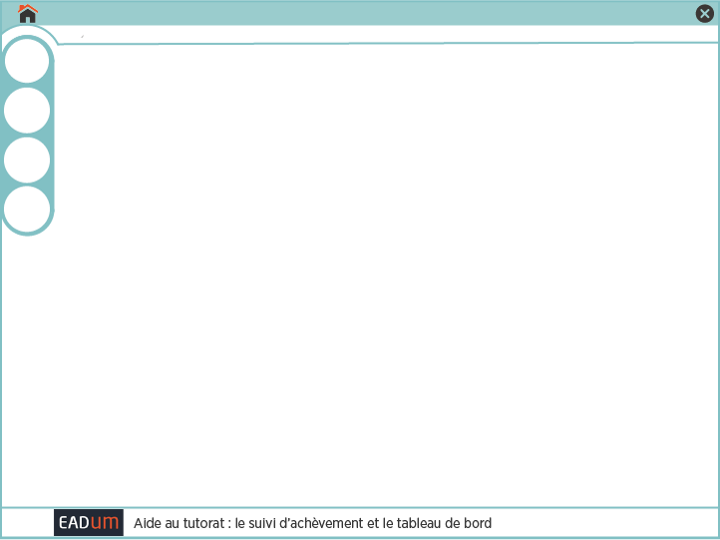 EADum Aide au tutorat : le suivi d'achèvement et le tableau de bord